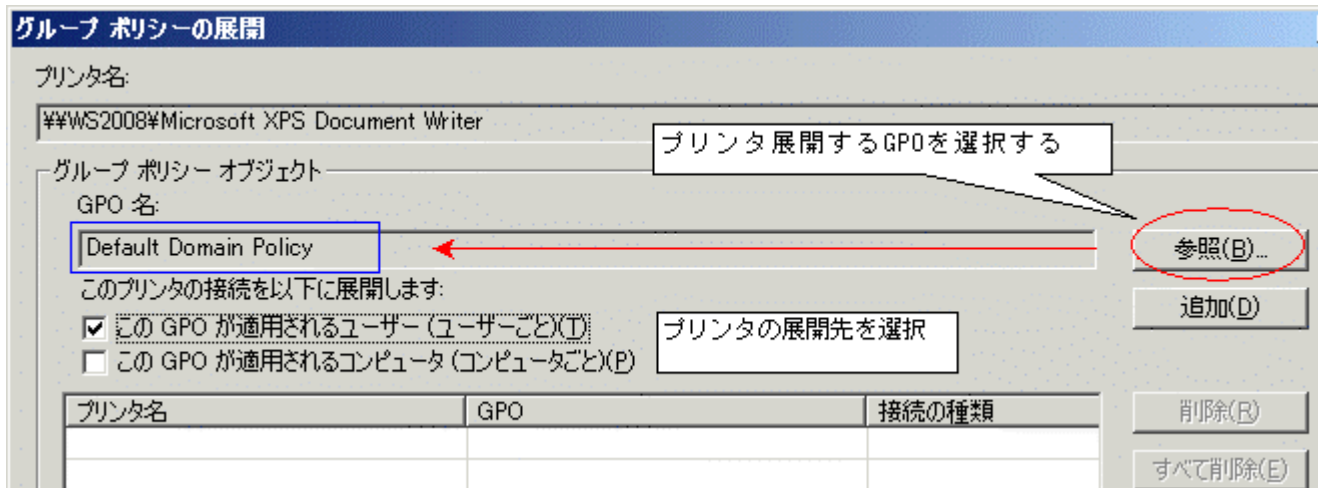 グループ ポリシーの展開
プリンタ名:
¥¥WS2008¥Microsoft XPS Document Writer
プリンタ展開するGPOを選択する
グループ ポリシー オブジェクト
GPO 名:
Default Domain Policy
参照(B)...
このプリンタの接続を以下に展開します:
追加(D)
この GPO が適用されるユーザー (ユーザーごと)(T)
プリンタの展開先を選択
この GPO が適用されるコンピュータ (コンピュータごと)(P)
プリンタ名 GPO 接続の種類
削除(R)
すべて削除(E)